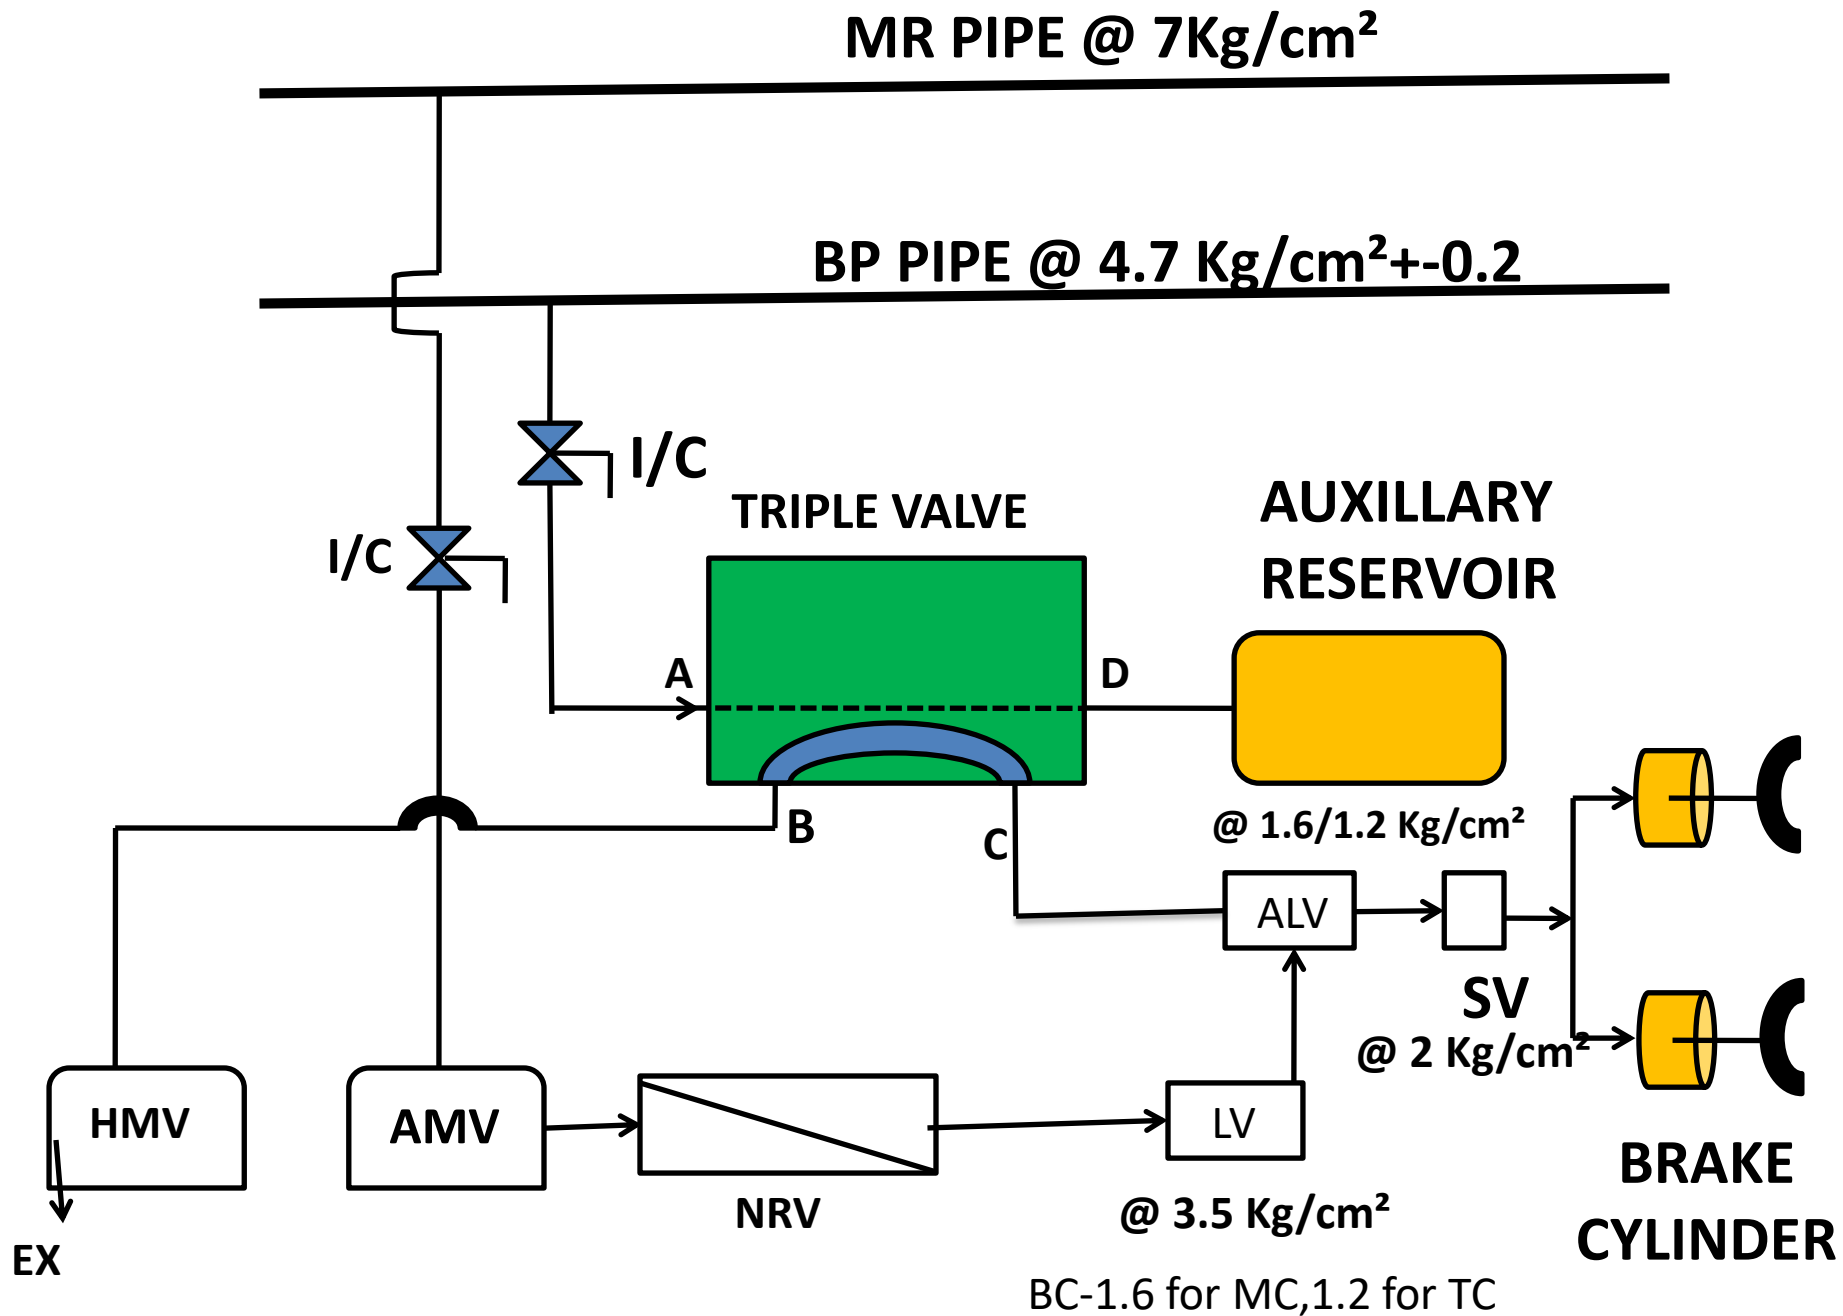 MR PIPE @ 7Kg/cm²
BP PIPE @ 4.7 Kg/cm²+-0.2
I/C
I/C
TRIPLE VALVE
AUXILLARY
RESERVOIR
A
D
B
C
@ 1.6/1.2 Kg/cm²
ALV
SV
@ 2 Kg/cm²
HMV
AMV
LV
NRV
@ 3.5 Kg/cm²
BRAKE
CYLINDER
EX
BC-1.6 for MC,1.2 for TC